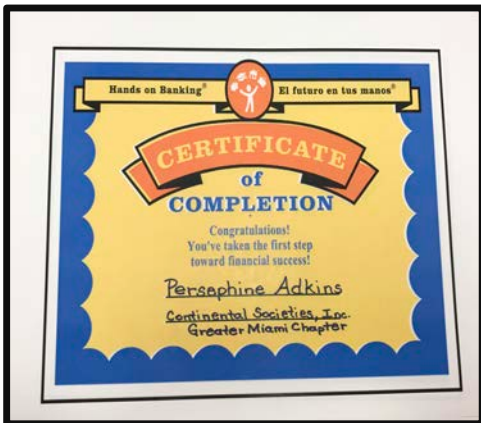 Hands on Banking® El futuro en tus manos®
CERTIFICATE
of
COMPLETION
Congratulations!
You've taken the first step
toward financial success!
Persephine Adkins
Continental Societies, Inc.
Greater Miami Chapter